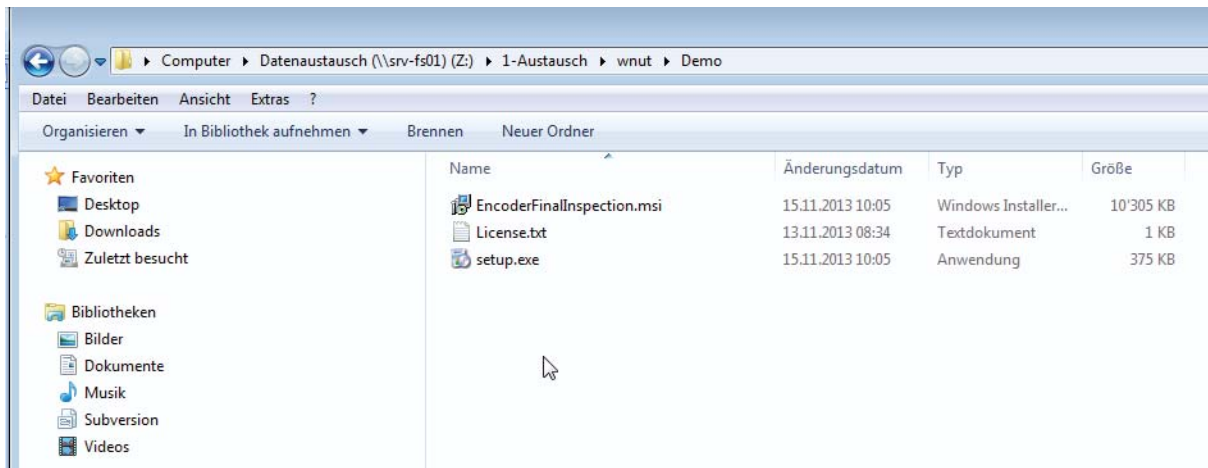 Computer Datenaustausch (\\srv-fs01) (Z:) 1-Austausch wnut Demo
Datei Bearbeiten Ansicht Extras ?
Organisieren In Bibliothek aufnehmen Brennen Neuer Ordner
Favoriten
Desktop
Downloads
Zuletzt besucht
Bibliotheken
Bilder
Dokumente
Musik
Subversion
Videos
Name Änderungsdatum Typ Größe
EncoderFinalInspection.msi 15.11.2013 10:05 Windows Installer... 10'305 KB
License.txt 13.11.2013 08:34 Textdokument 1 KB
setup.exe 15.11.2013 10:05 Anwendung 375 KB